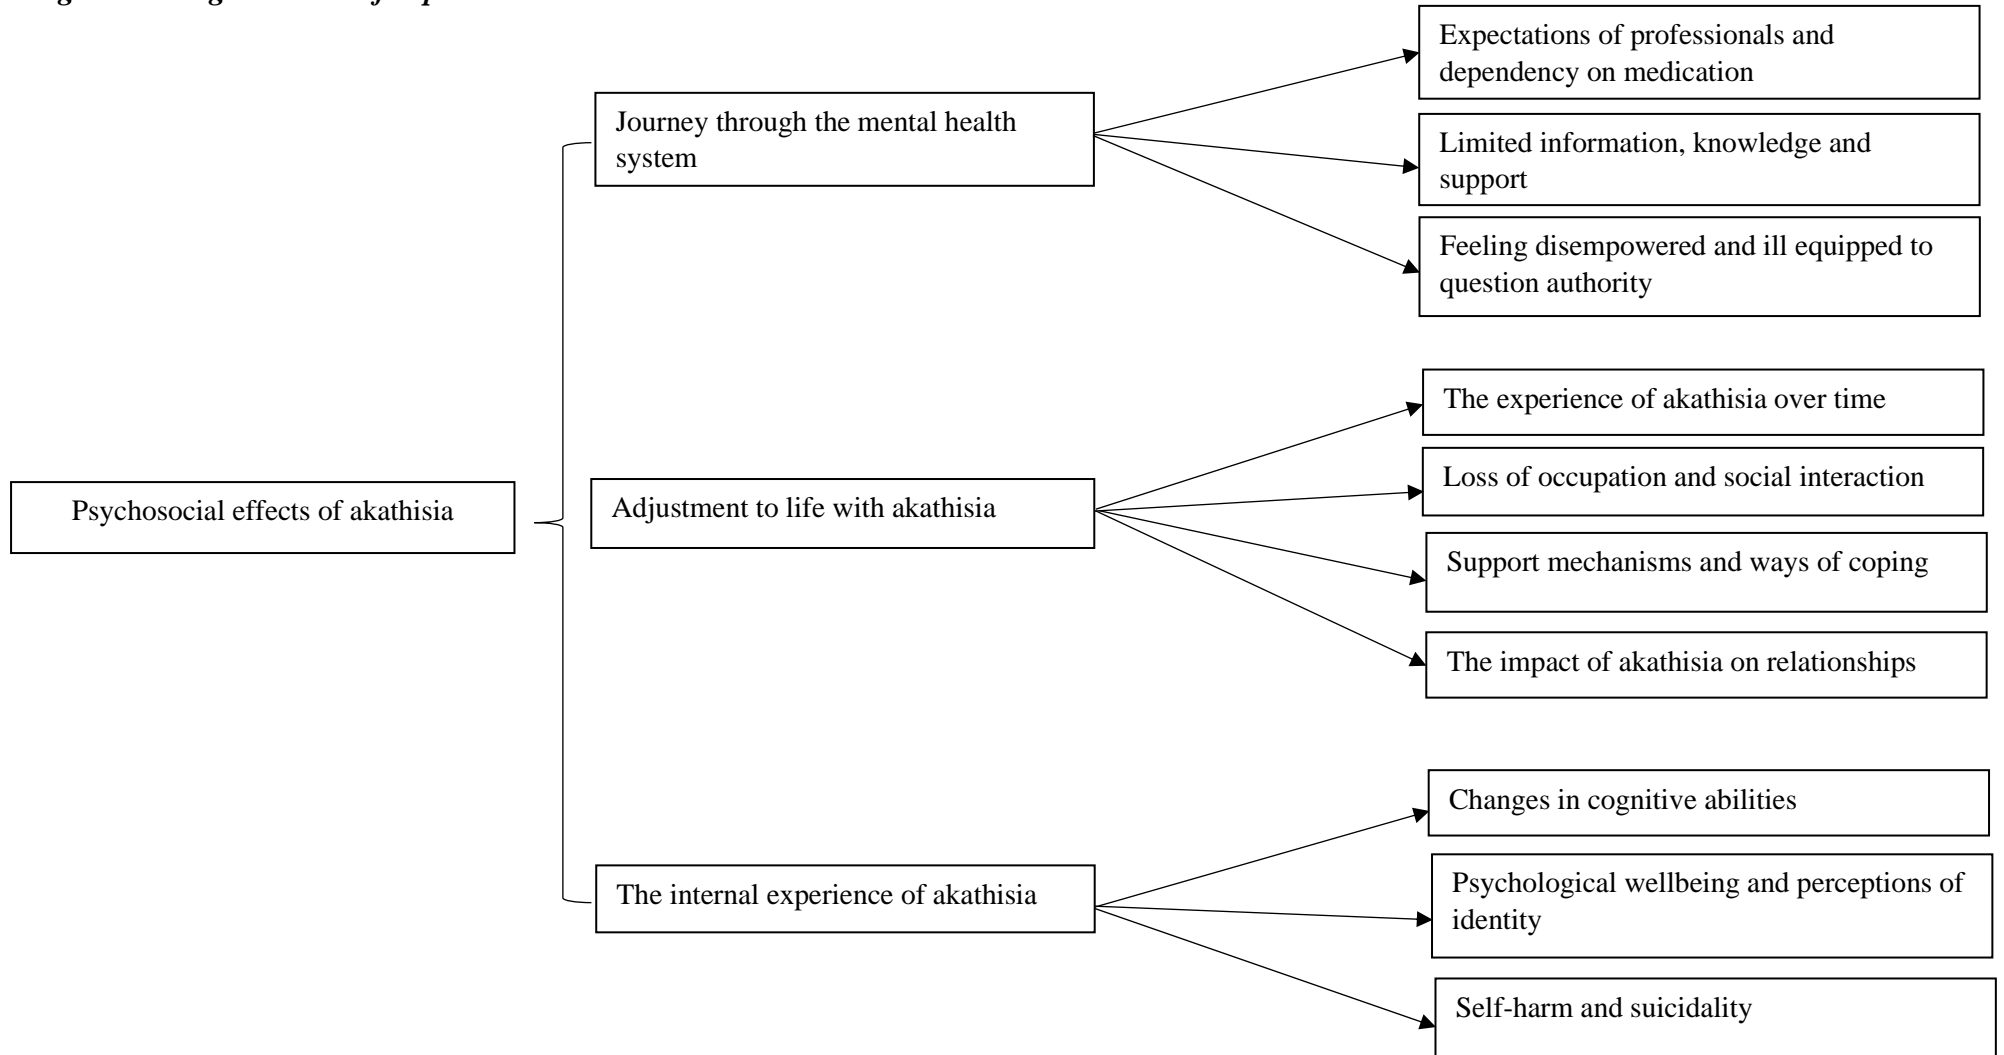 Psychosocial effects of akathisia
Journey through the mental health
system
Expectations of professionals and
dependency on medication
Limited information, knowledge and
support
Feeling disempowered and ill equipped to
question authority
Adjustment to life with akathisia
The experience of akathisia over time
Loss of occupation and social interaction
Support mechanisms and ways of coping
The impact of akathisia on relationships
The internal experience of akathisia
Changes in cognitive abilities
Psychological wellbeing and perceptions of
identity
Self-harm and suicidality